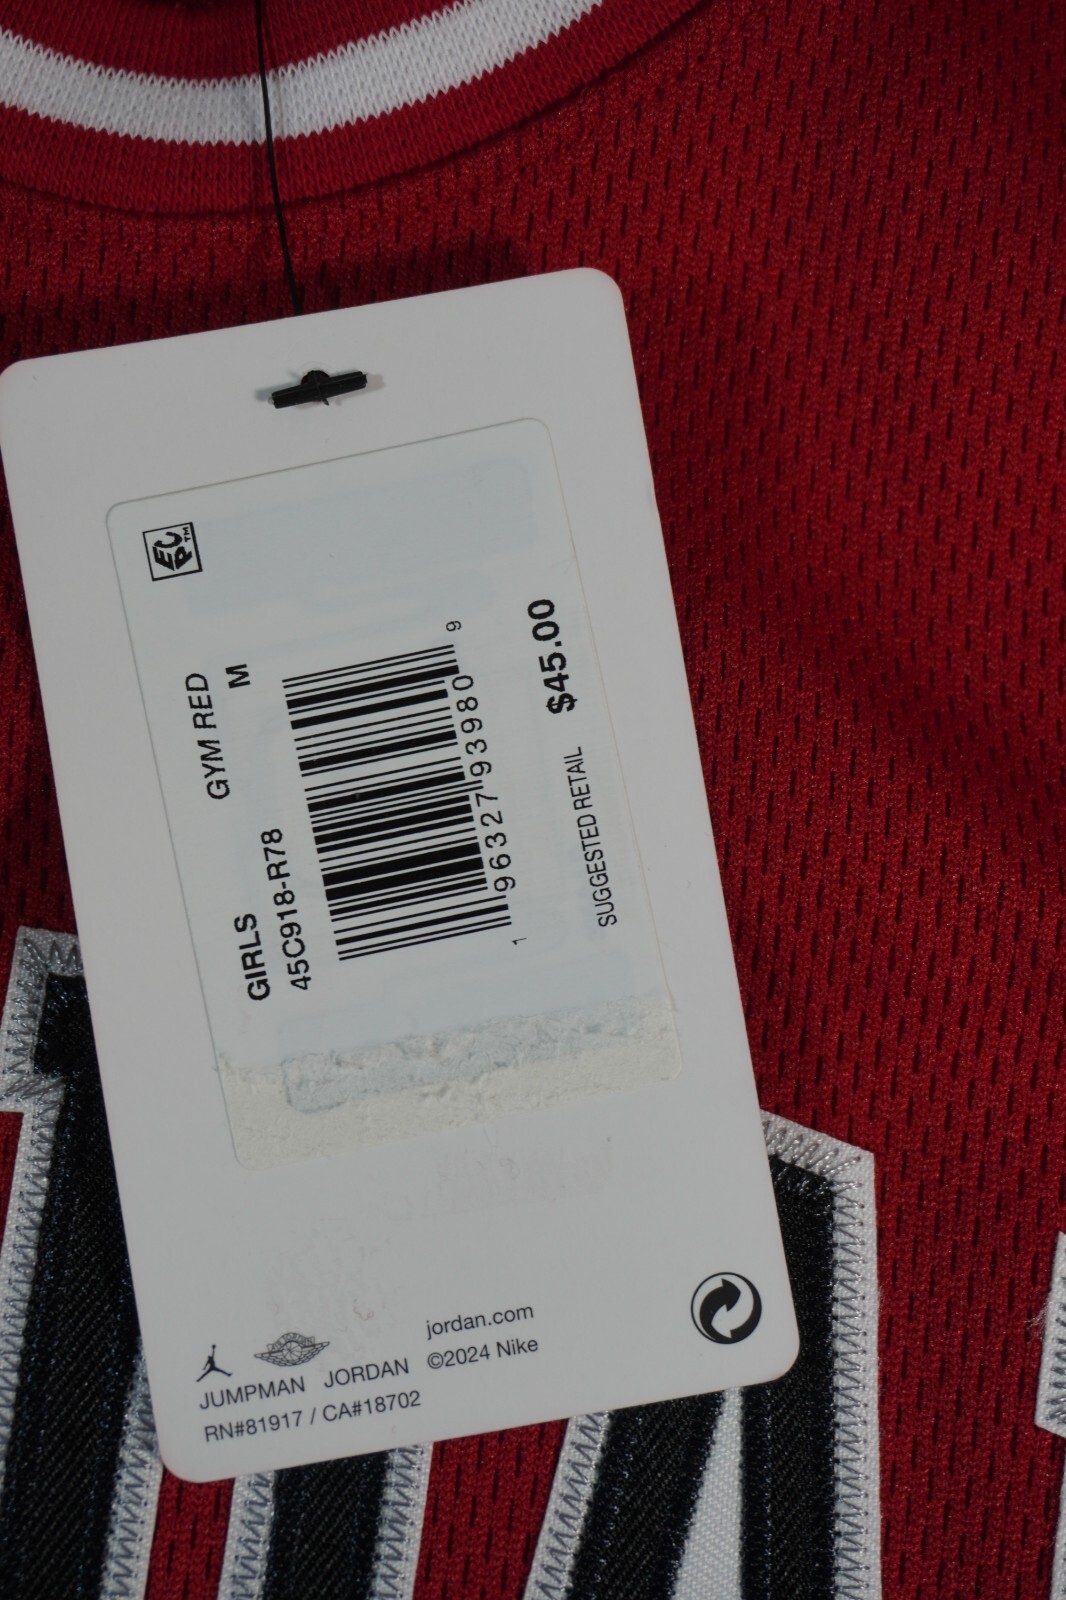 ECP™
GYM RED
M
GIRLS
45C918-R78
1 96327 93980 9
$45.00
SUGGESTED RETAIL
JUMPMAN JORDAN
jordan.com
©2024 Nike
RN#81917 / CA#18702